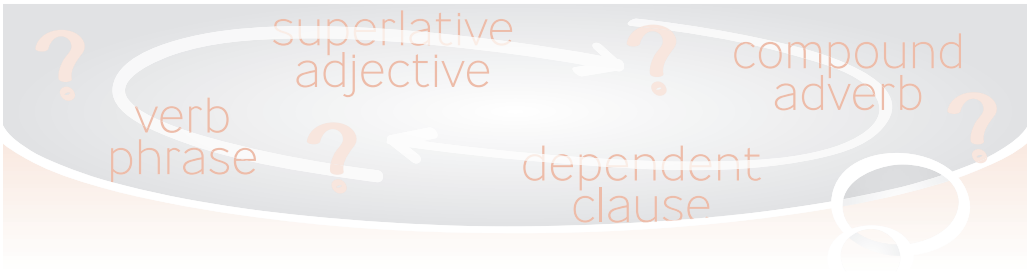 superlative
adjective
compound
adverb
verb
phrase
dependent
clause
? 
?
?
?